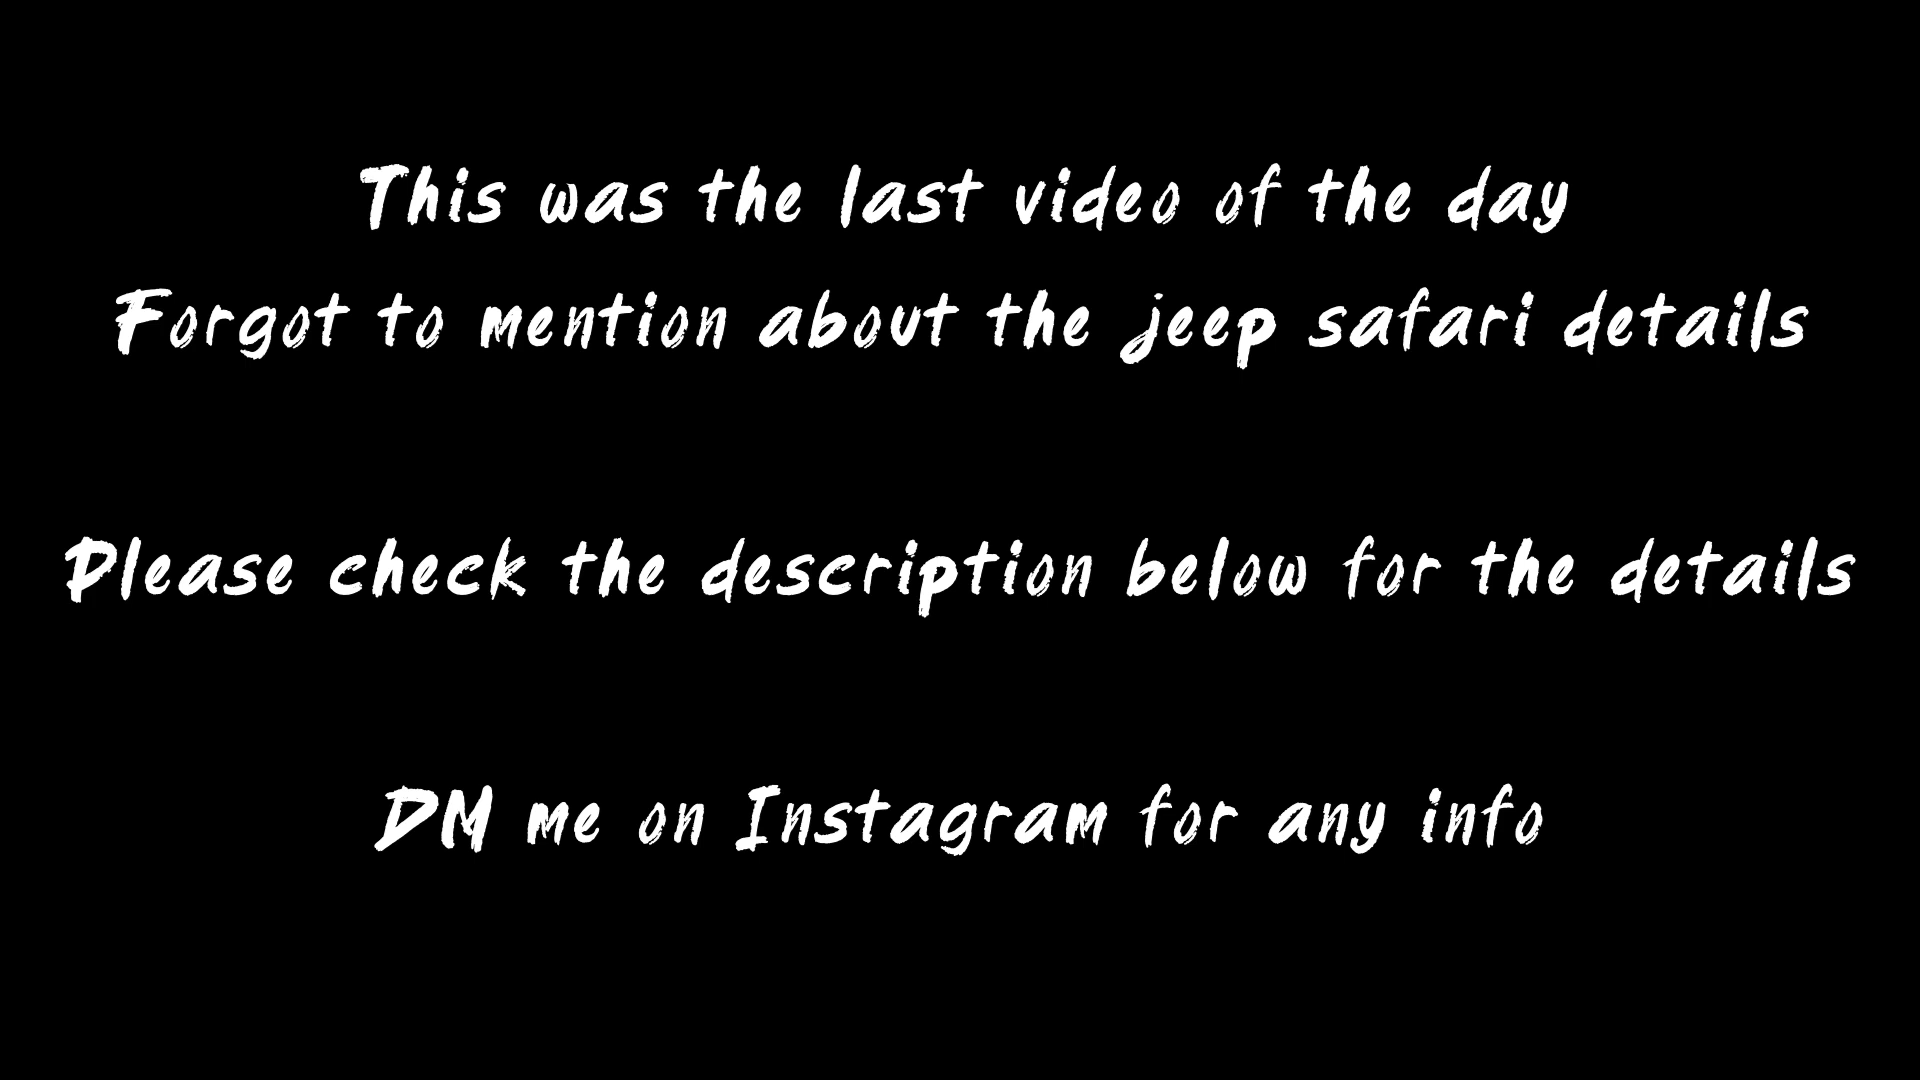 This was the last video of the day
Forgot to mention about the jeep safari details
Please check the description below for the details
DM me on Instagram for any info